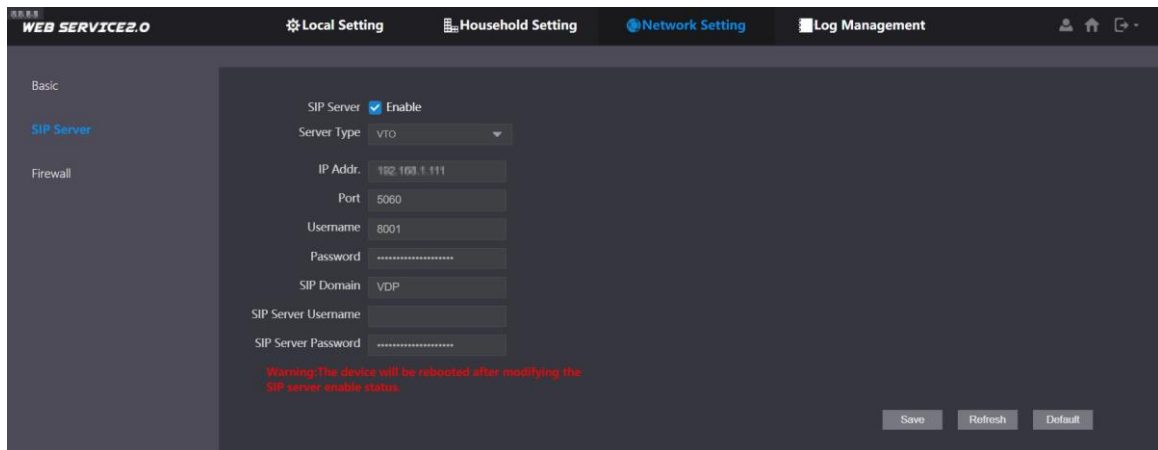 WEB SERVICE2.0
Local Setting
Household Setting
Network Setting
Log Management
Basic
SIP Server
Firewall
SIP Server Enable
Server Type VTO
IP Addr. 192.168.1.111
Port 5060
Username 8001
Password ••••••••••••••••••••
SIP Domain VDP
SIP Server Username
SIP Server Password ••••••••••••••••••••
Warning:The device will be rebooted after modifying the
SIP server enable status.
Save Refresh Default